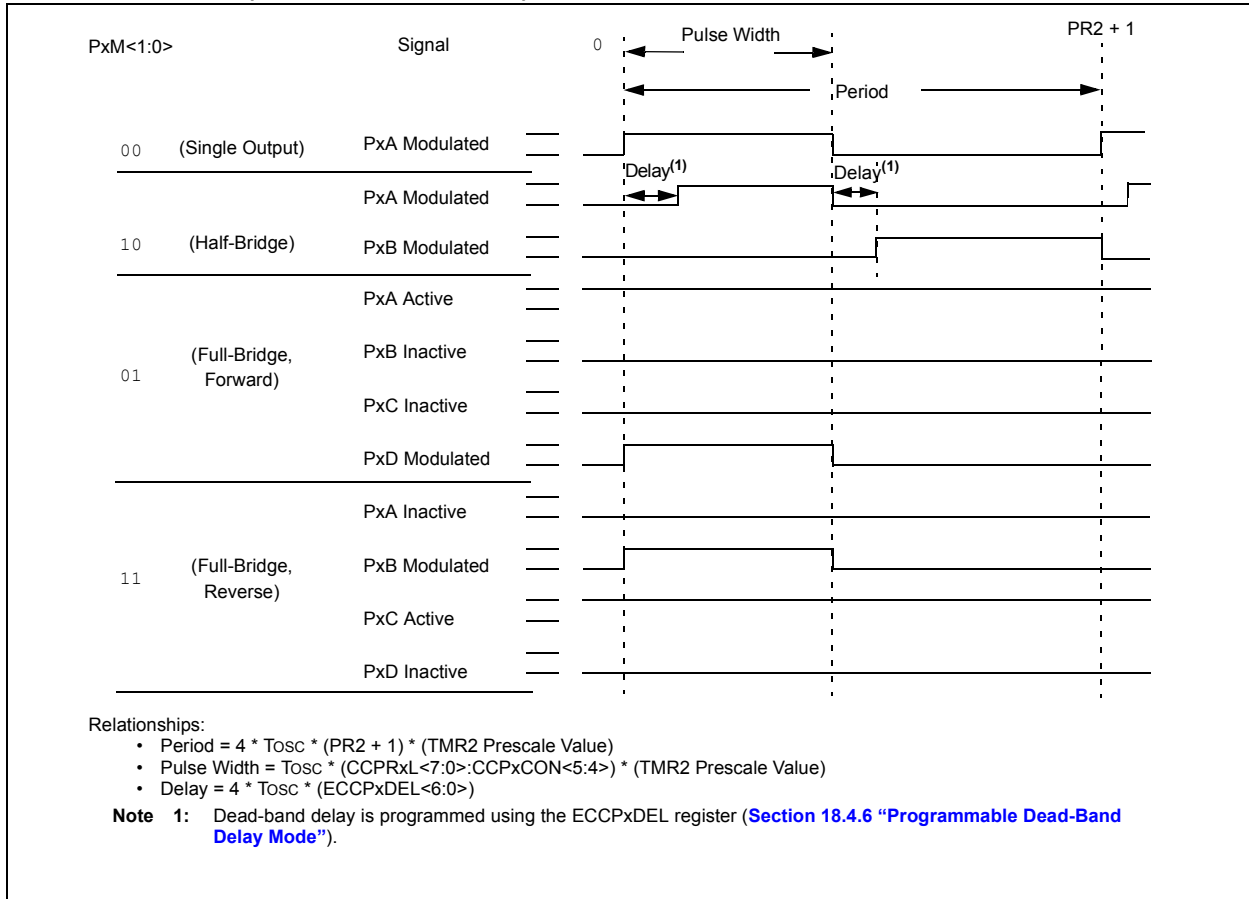 PxM<1:0> Signal 0 Pulse Width PR2 + 1
Period
00 (Single Output) PxA Modulated
Delay(1) Delay(1)
PxA Modulated
10 (Half-Bridge) PxB Modulated
PxA Active
01 (Full-Bridge,
Forward) PxB Inactive
PxC Inactive
PxD Modulated
PxA Inactive
11 (Full-Bridge,
Reverse) PxB Modulated
PxC Active
PxD Inactive
Relationships:
• Period = 4 * TOSC * (PR2 + 1) * (TMR2 Prescale Value)
• Pulse Width = TOSC * (CCPRxL<7:0>:CCPxCON<5:4>) * (TMR2 Prescale Value)
• Delay = 4 * TOSC * (ECCPxDEL<6:0>)
Note 1: Dead-band delay is programmed using the ECCPxDEL register (Section 18.4.6 “Programmable Dead-Band
Delay Mode”).